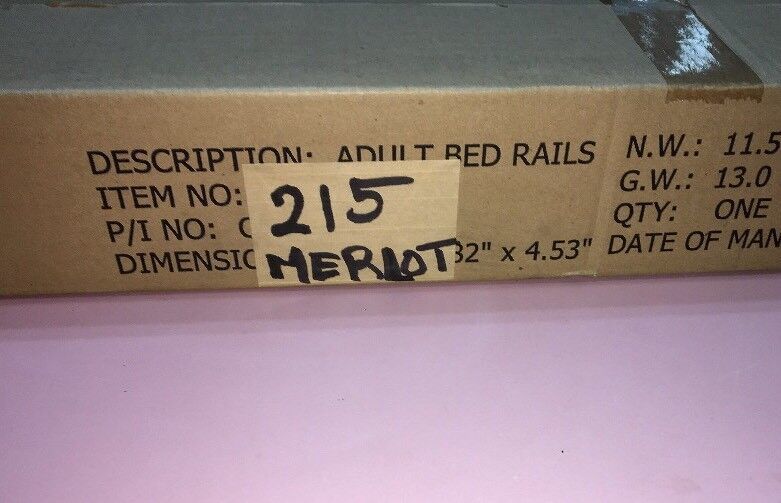 DESCRIPTION: ADULT BED RAILS
ITEM NO:
P/I NO:
215
MERLOT
DIMENSIO 32" x 4.53"
N.W.: 11.5
G.W.: 13.0
QTY: ONE
DATE OF MAN